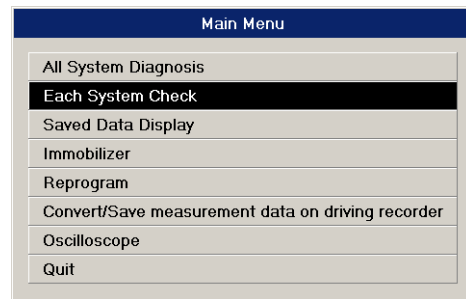 Main Menu
All System Diagnosis
Each System Check
Saved Data Display
Immobilizer
Reprogram
Convert/Save measurement data on driving recorder
Oscilloscope
Quit